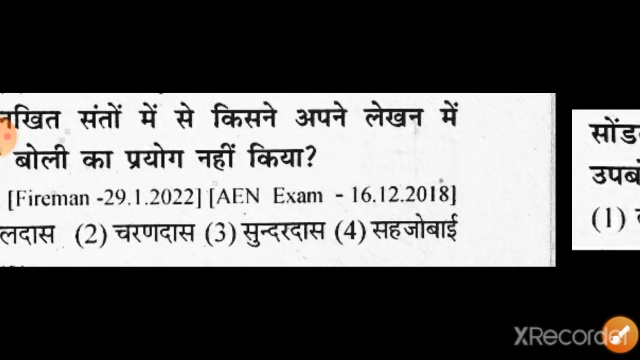 नखित संतों में से किसने अपने लेखन में
बोली का प्रयोग नहीं किया?
[Fireman -29.1.2022] [AEN Exam - 16.12.2018]
लदास (2) चरणदास (3) सुन्दरदास (4) सहजोबाई
सोंड
उपबं
(1)
XRecorder